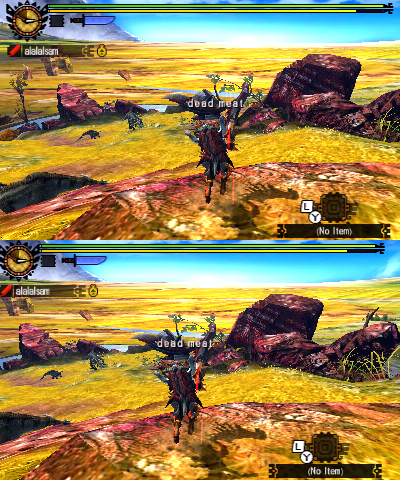 alalalsam
dead meat
L
Y
(No Item)
alalalsam
dead meat
L
Y
(No Item)